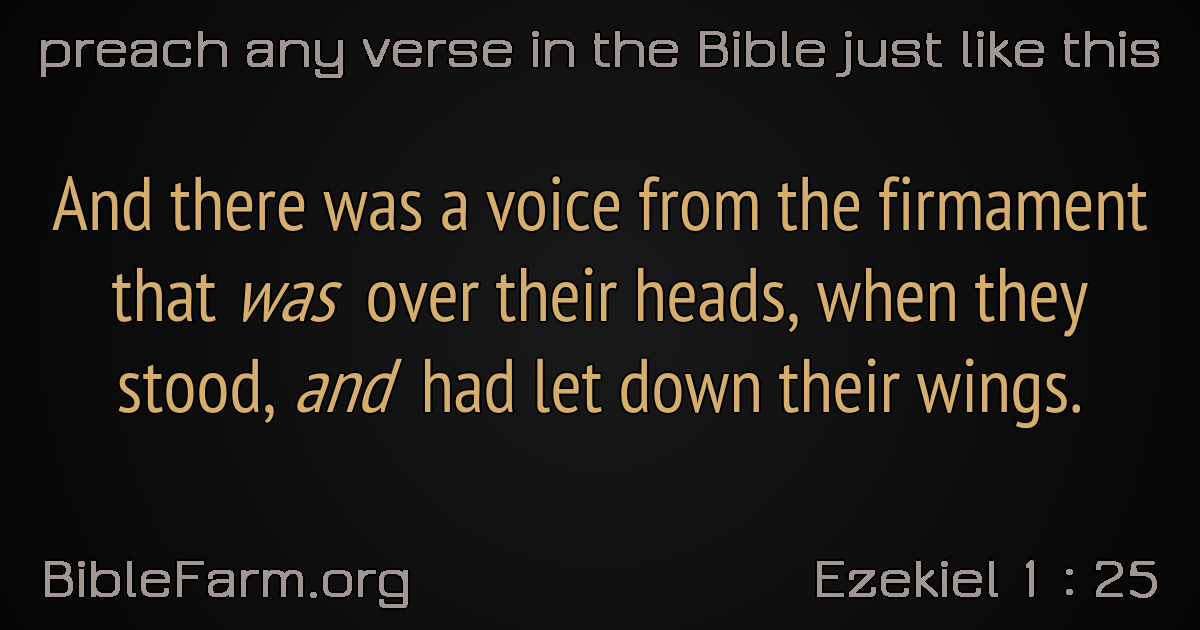 preach any verse in the Bible just like this
And there was a voice from the firmament
that was over their heads, when they
stood, and had let down their wings.
BibleFarm.org
Ezekiel 1 : 25